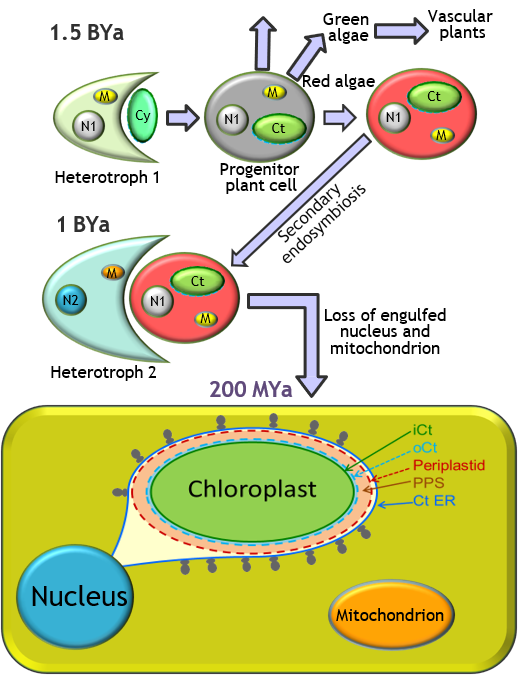 1.5 BYa
Green
algae
Vascular
plants
Red algae
M
N1
Cy
M
N1
Ct
Ct
N1
M
Heterotroph 1
Progenitor
plant cell
Secondary
endosymbiosis
1 BYa
M
N2
Ct
N1
M
Heterotroph 2
Loss of engulfed
nucleus and
mitochondrion
200 MYa
iCt
oCt
Periplastid
PPS
Ct ER
Chloroplast
Nucleus
Mitochondrion